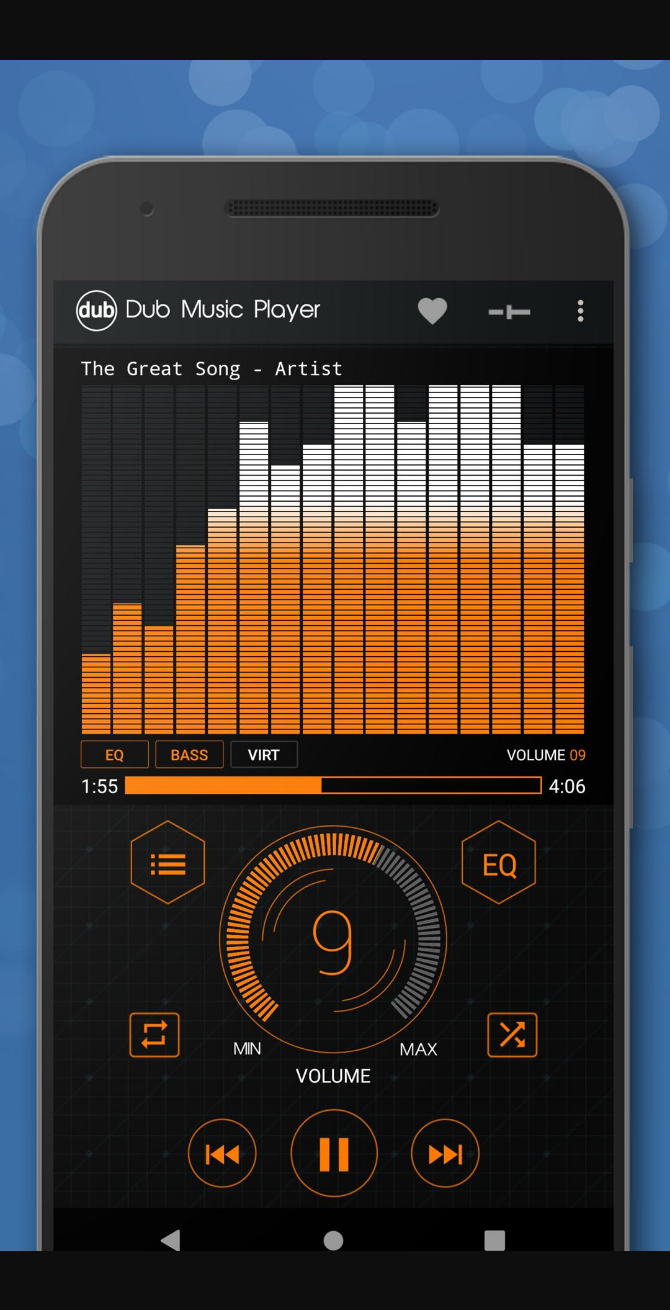 dub Dub Music Player
The Great Song - Artist
EQ BASS VIRT VOLUME 09
1:55 4:06
EQ
9
MIN MAX
VOLUME